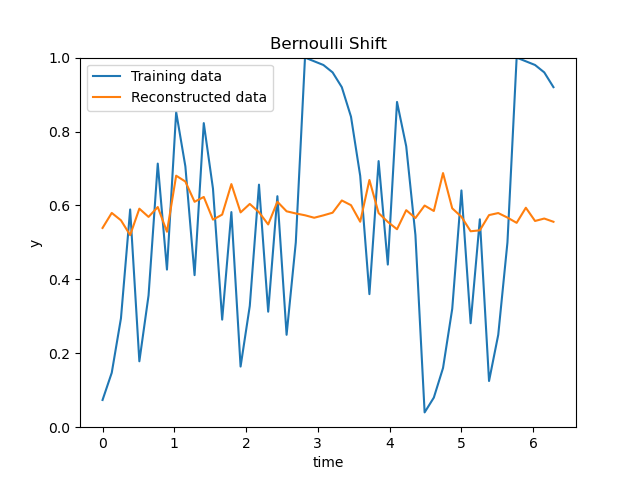 Bernoulli Shift
Training data
Reconstructed data
1.0
0.8
0.6
0.4
0.2
0.0
y
0 1 2 3 4 5 6
time